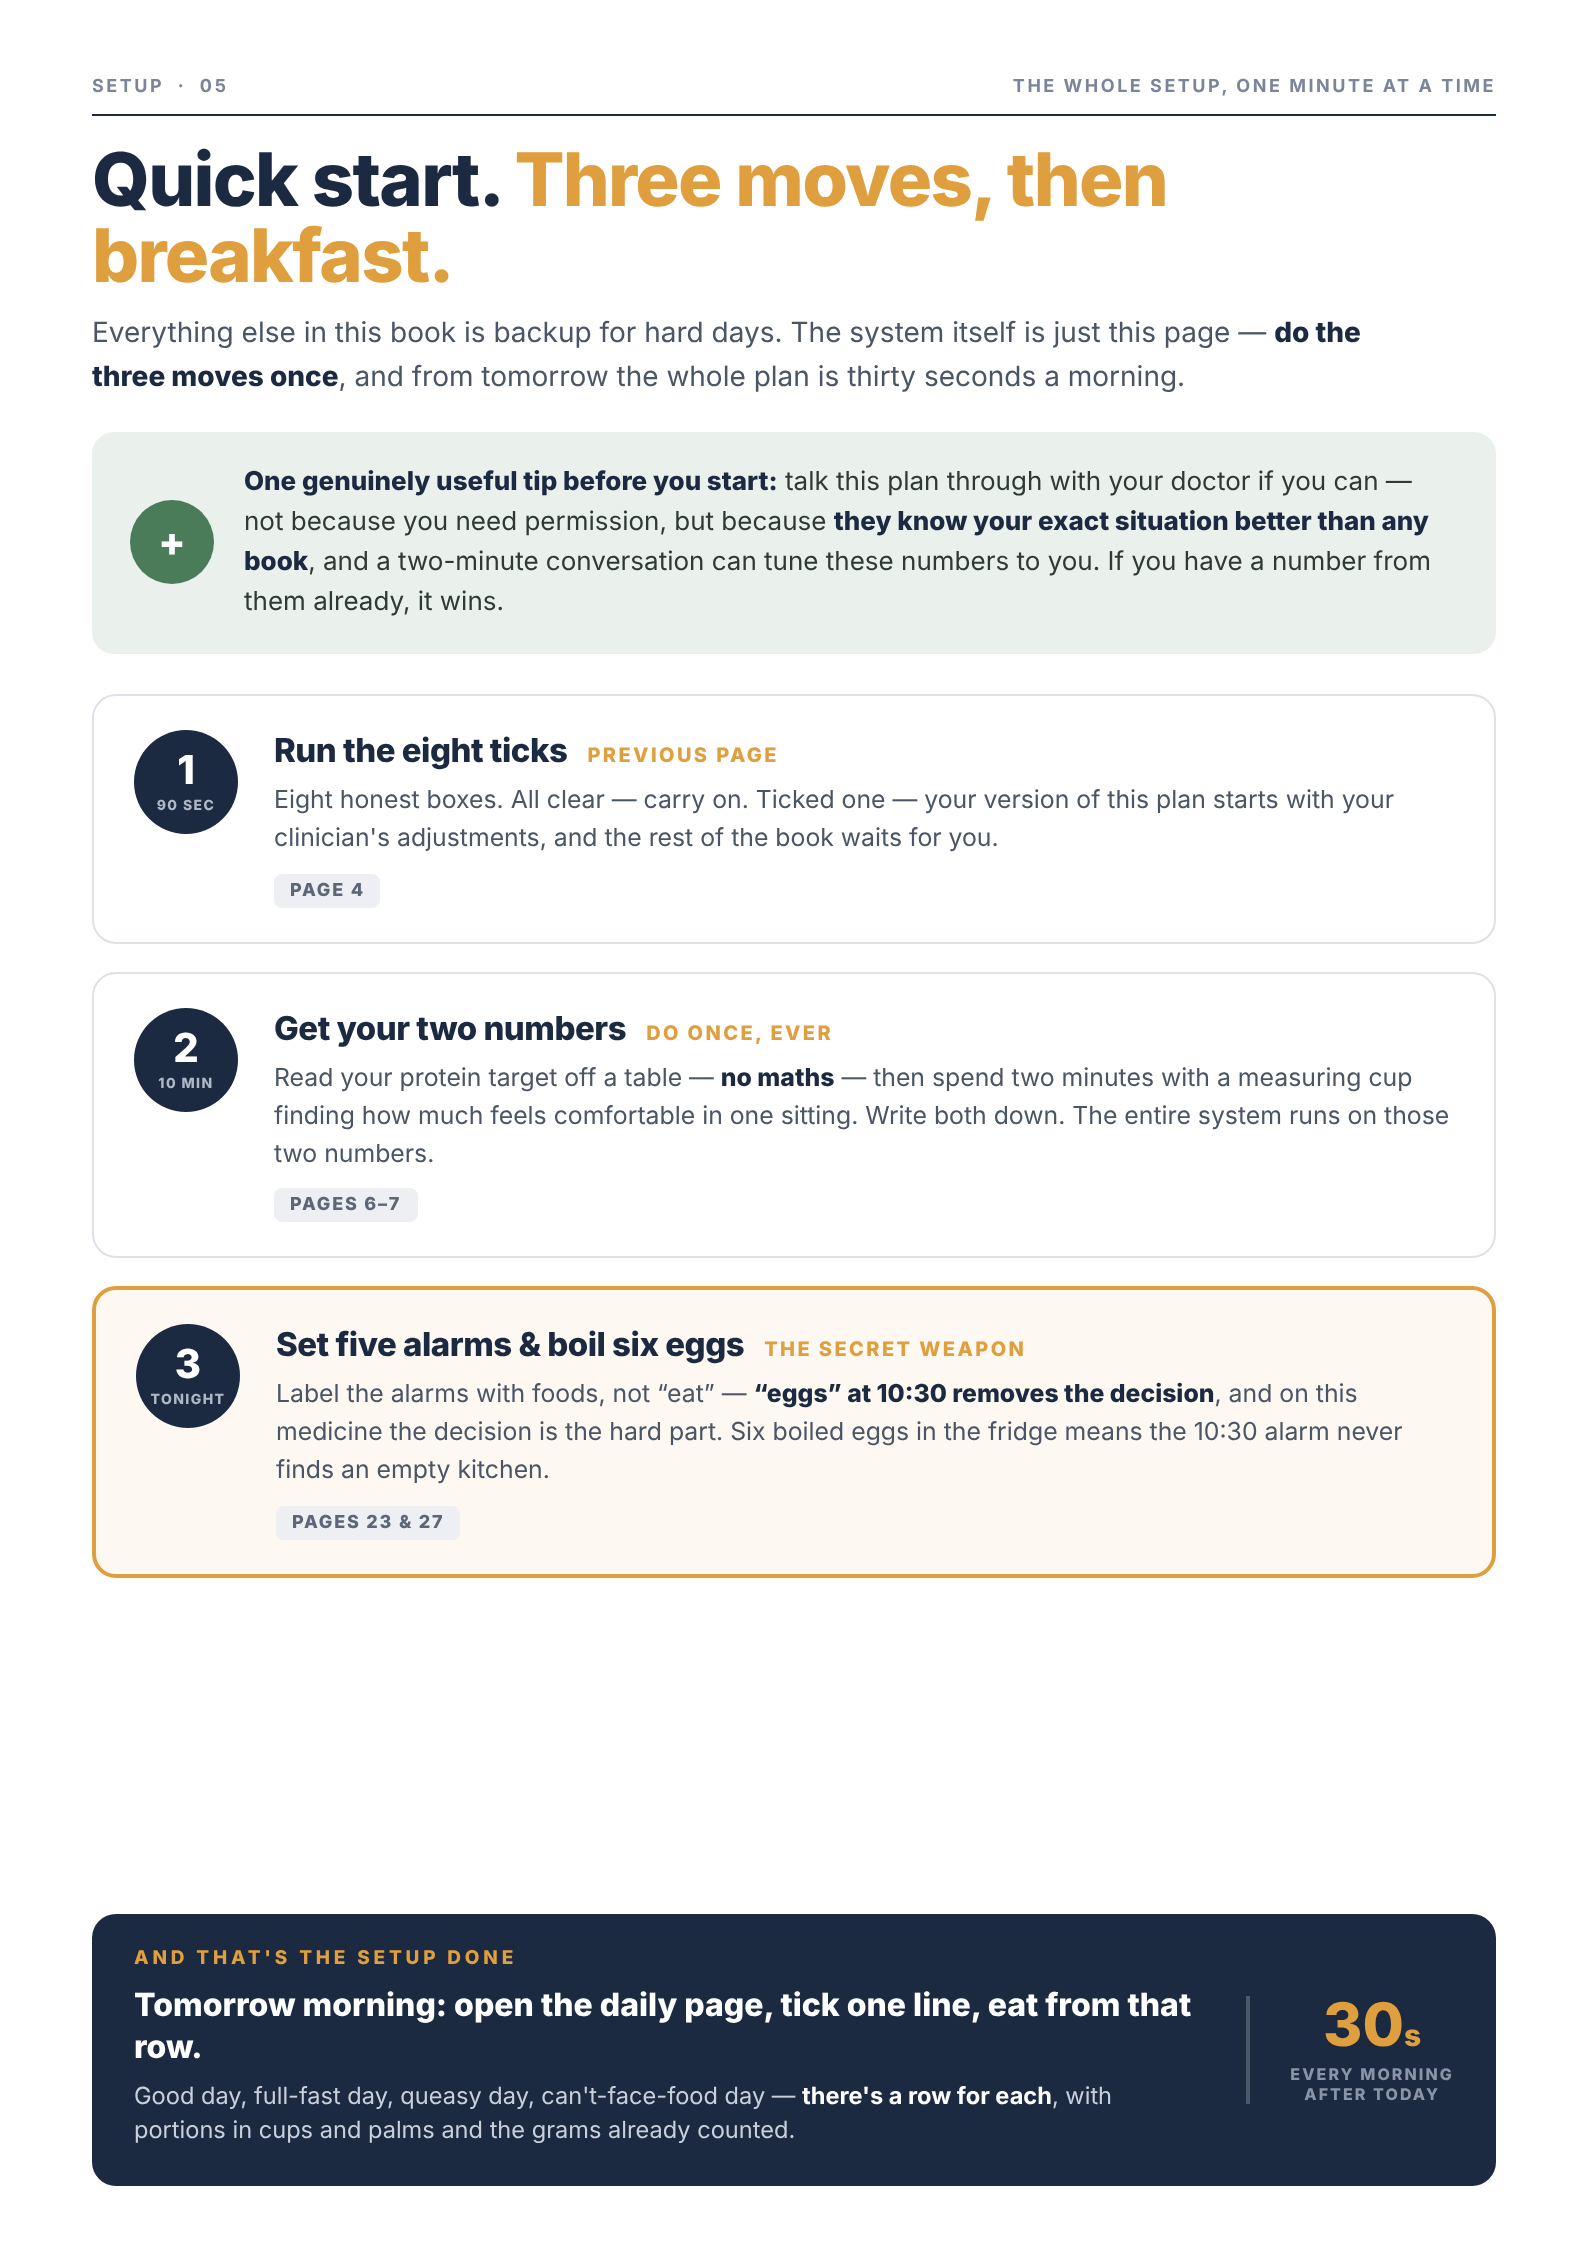 SETUP · 05
THE WHOLE SETUP, ONE MINUTE AT A TIME
Quick start. Three moves, then
breakfast.
Everything else in this book is backup for hard days. The system itself is just this page — do the
three moves once, and from tomorrow the whole plan is thirty seconds a morning.
One genuinely useful tip before you start: talk this plan through with your doctor if you can —
not because you need permission, but because they know your exact situation better than any
book, and a two-minute conversation can tune these numbers to you. If you have a number from
them already, it wins.
+
1
90 SEC
Run the eight ticks PREVIOUS PAGE
Eight honest boxes. All clear — carry on. Ticked one — your version of this plan starts with your
clinician's adjustments, and the rest of the book waits for you.
PAGE 4
2
10 MIN
Get your two numbers DO ONCE, EVER
Read your protein target off a table — no maths — then spend two minutes with a measuring cup
finding how much feels comfortable in one sitting. Write both down. The entire system runs on those
two numbers.
PAGES 6–7
3
TONIGHT
Set five alarms & boil six eggs THE SECRET WEAPON
Label the alarms with foods, not “eat” — “eggs” at 10:30 removes the decision, and on this
medicine the decision is the hard part. Six boiled eggs in the fridge means the 10:30 alarm never
finds an empty kitchen.
PAGES 23 & 27
AND THAT'S THE SETUP DONE
Tomorrow morning: open the daily page, tick one line, eat from that
row.
Good day, full-fast day, queasy day, can't-face-food day — there's a row for each, with
portions in cups and palms and the grams already counted.
30s
EVERY MORNING
AFTER TODAY